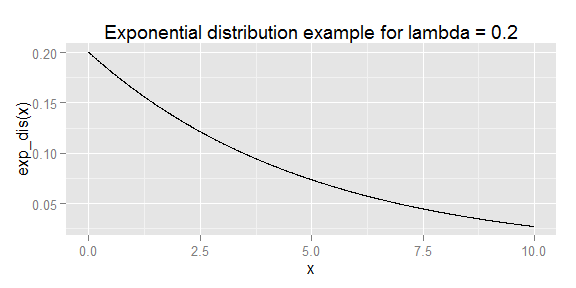 Exponential distribution example for lambda = 0.2
exp_dis(x)
0.20
0.15
0.10
0.05
0.0 2.5 5.0 7.5 10.0
x